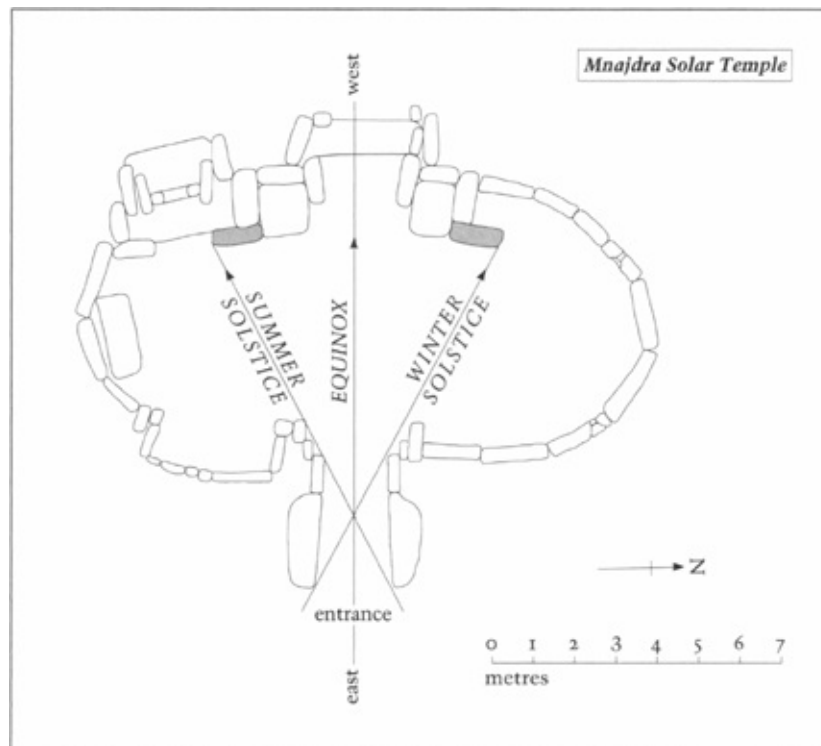 Mnajdra Solar Temple
west
SUMMER
SOLSTICE
EQUINOX
WINTER
SOLSTICE
N
entrance
east
0 1 2 3 4 5 6 7
metres